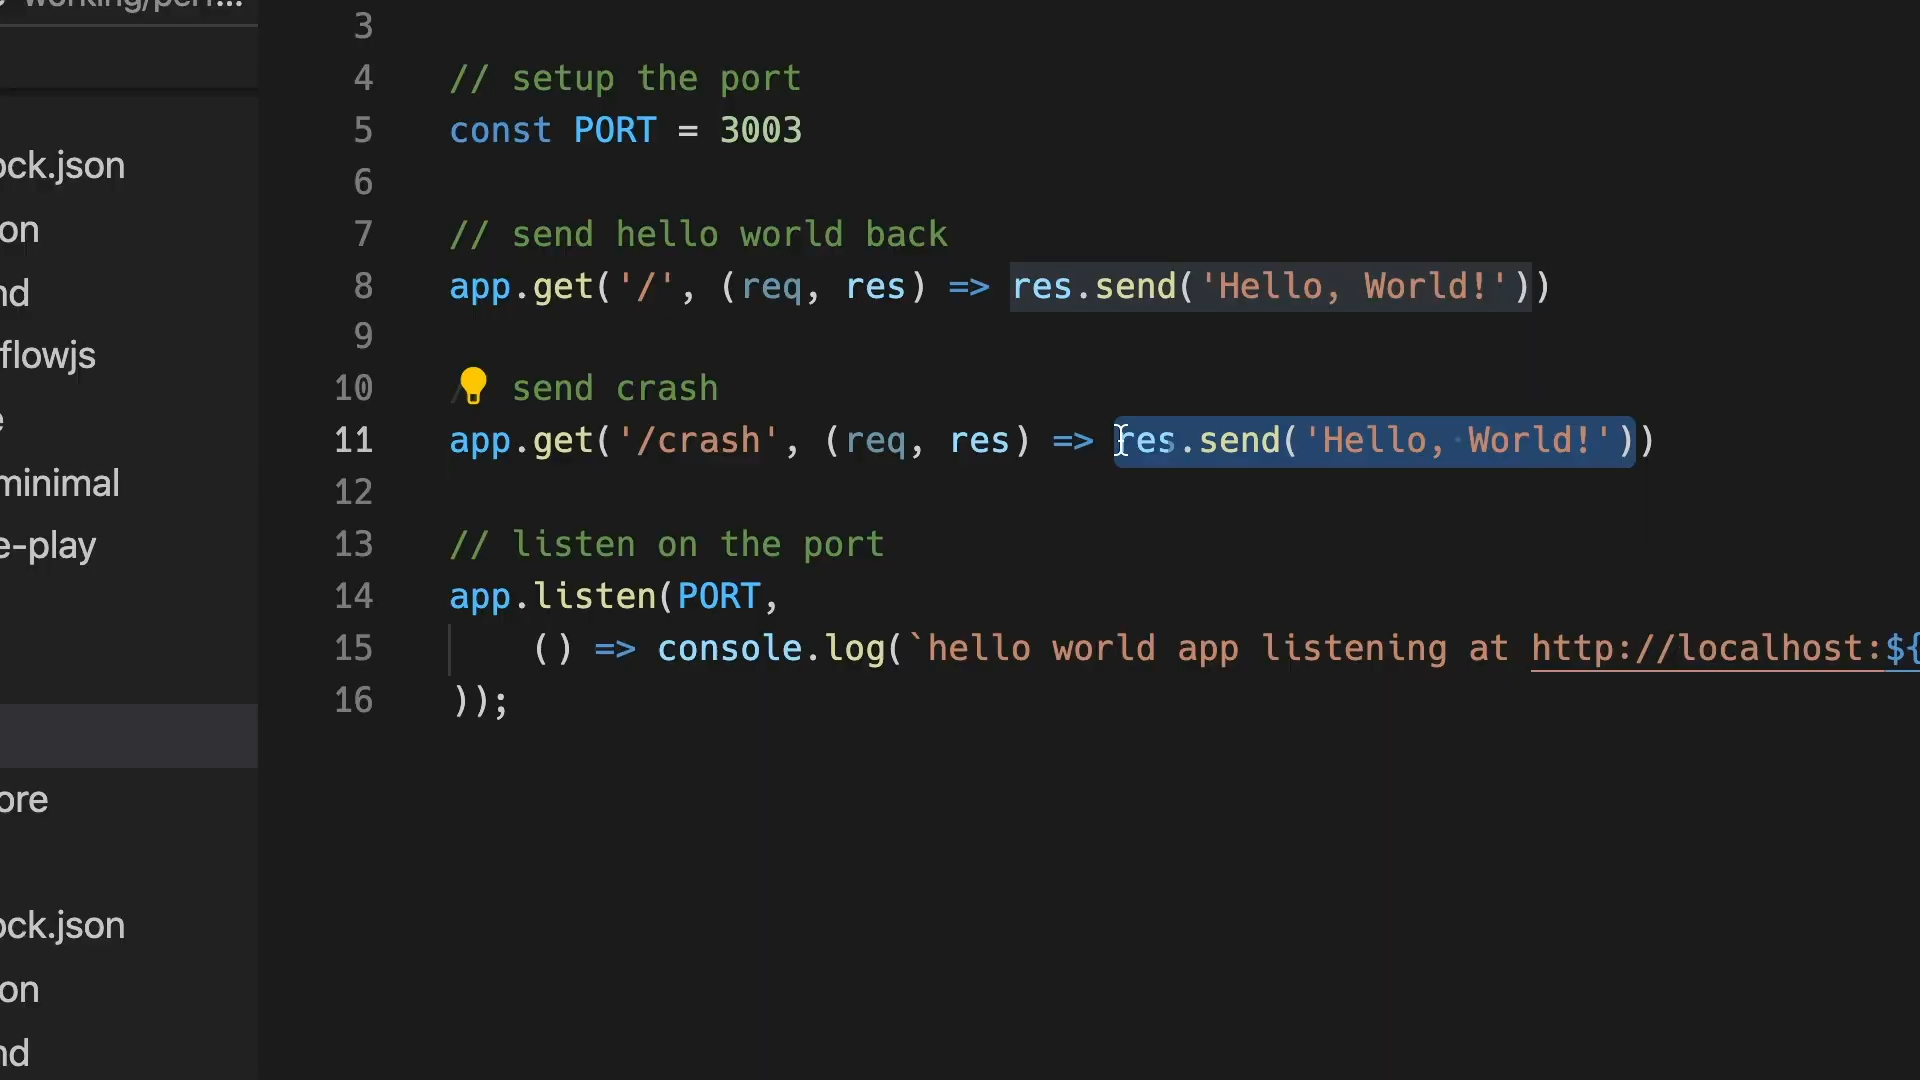 working/perf...
ock.json
on
nd
flowjs
e
minimal
e-play
ore
ock.json
on
nd
3
4 // setup the port
5 const PORT = 3003
6
7 // send hello world back
8 app.get('/', (req, res) => res.send('Hello, World!'))
9
10 // send crash
11 app.get('/crash', (req, res) => res.send('Hello, World!'))
12
13 // listen on the port
14 app.listen(PORT,
15 () => console.log(`hello world app listening at http://localhost:${
16 ));